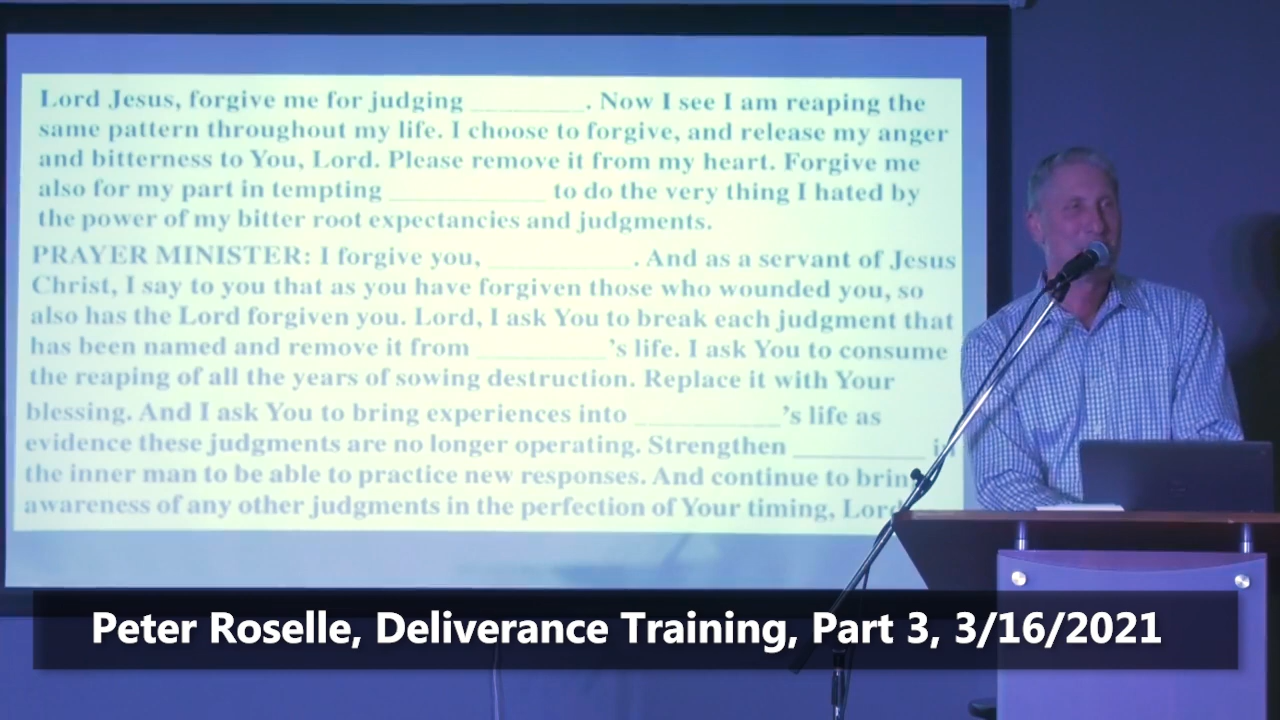 Lord Jesus, forgive me for judging __________. Now I see I am reaping the
same pattern throughout my life. I choose to forgive, and release my anger
and bitterness to You, Lord. Please remove it from my heart. Forgive me
also for my part in tempting ______________ to do the very thing I hated by
the power of my bitter root expectancies and judgments.
PRAYER MINISTER: I forgive you, _____________. And as a servant of Jesus
Christ, I say to you that as you have forgiven those who wounded you, so
also has the Lord forgiven you. Lord, I ask You to break each judgment that
has been named and remove it from ____________'s life. I ask You to consume
the reaping of all the years of sowing destruction. Replace it with Your
blessing. And I ask You to bring experiences into _____________'s life as
evidence these judgments are no longer operating. Strengthen ____________
the inner man to be able to practice new responses. And continue to
awareness of any other judgments in the perfection of Your timing, Lord
Peter Roselle, Deliverance Training, Part 3, 3/16/2021